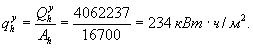 q_h^y = Q_h^y / A_h = 4062237 / 16700 = 234 кВт · ч / м².